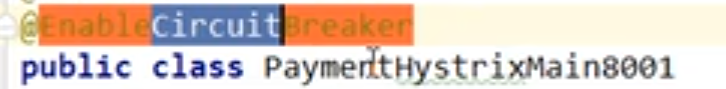 @EnableCircuitBreaker
public class PaymentHystrixMain8001